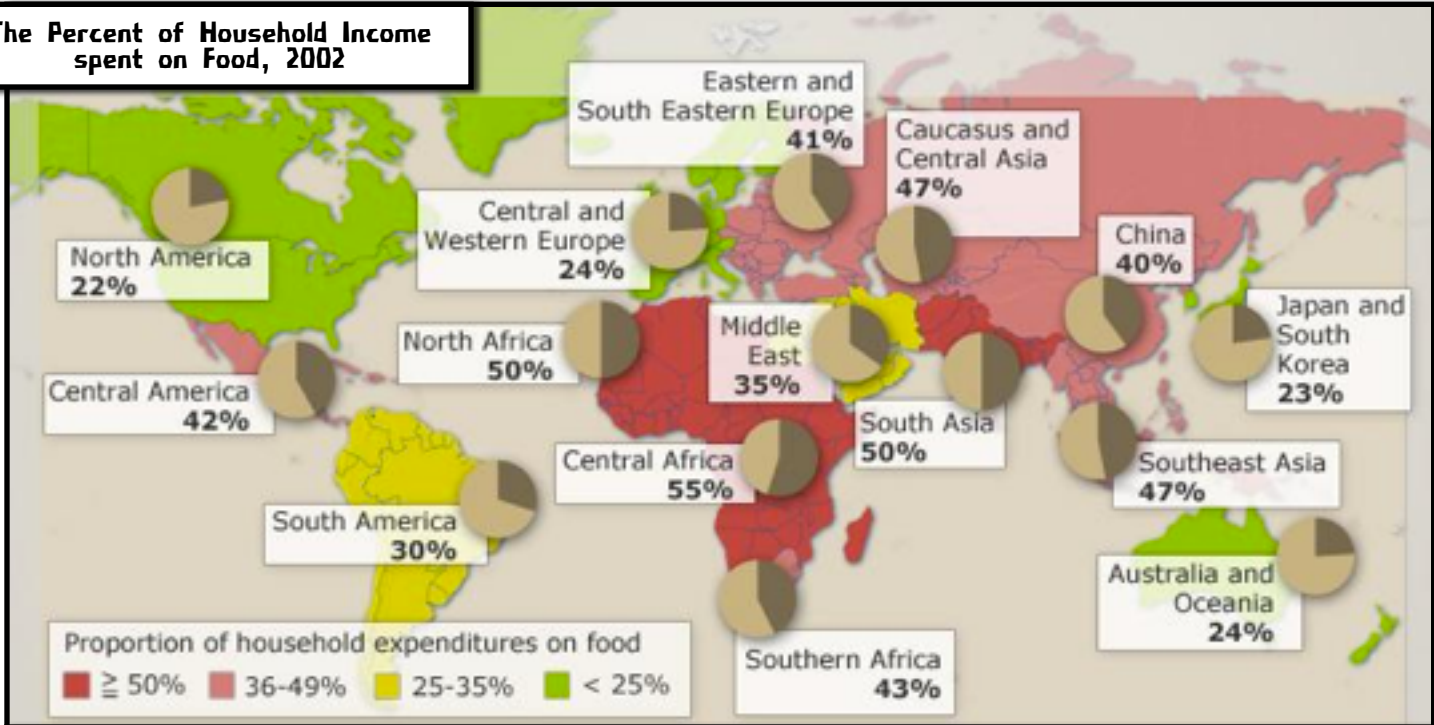 The Percent of Household Income
spent on Food, 2002
Eastern and
South Eastern Europe
41%
Caucasus and
Central Asia
47%
Central and
Western Europe
24%
China
40%
North America
22%
Japan and
South
Korea
23%
North Africa
50%
Middle
East
35%
Central America
42%
South Asia
50%
Central Africa
55%
Southeast Asia
47%
South America
30%
Australia and
Oceania
24%
Southern Africa
43%
Proportion of household expenditures on food
≧ 50% 36-49% 25-35% < 25%